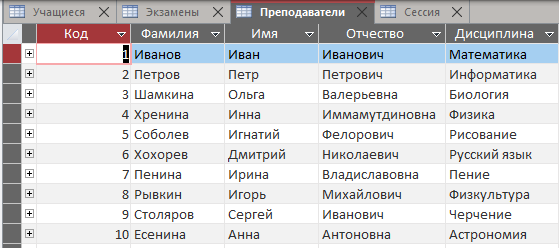 Учащиеся Экзамены Преподаватели Сессия
Код Фамилия Имя Отчество Дисциплина
1 Иванов Иван Иванович Математика
2 Петров Петр Петрович Информатика
3 Шамкина Ольга Валерьевна Биология
4 Хренина Инна Иммамутдиновна Физика
5 Соболев Игнатий Фелорович Рисование
6 Хохорев Дмитрий Николаевич Русский язык
7 Пенина Ирина Владиславовна Пение
8 Рывкин Игорь Михайлович Физкультура
9 Столяров Сергей Иванович Черчение
10 Есенина Анна Антоновна Астрономия